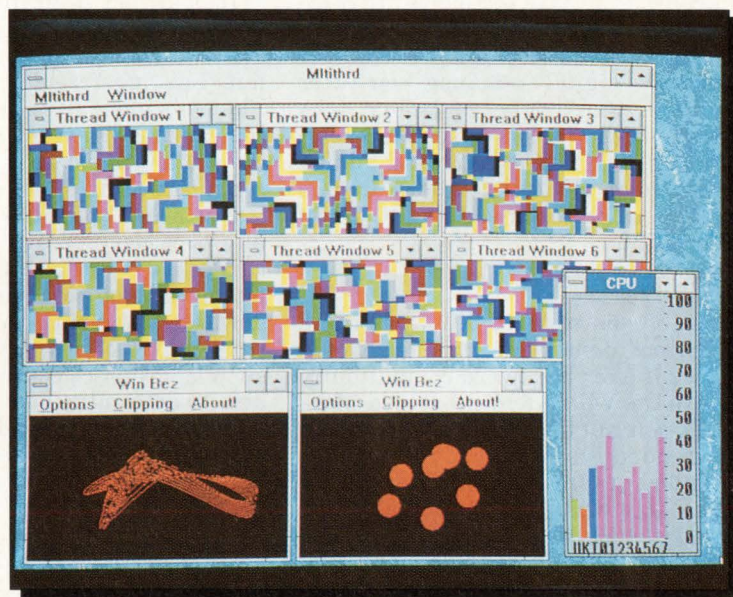 Mltithrd
Mltithrd Window
Thread Window 1
Thread Window 2
Thread Window 3
Thread Window 4
Thread Window 5
Thread Window 6
CPU
100
90
80
70
60
50
40
30
20
10
0
UKT01234567
Win Bez
Options Clipping About!
Win Bez
Options Clipping About!